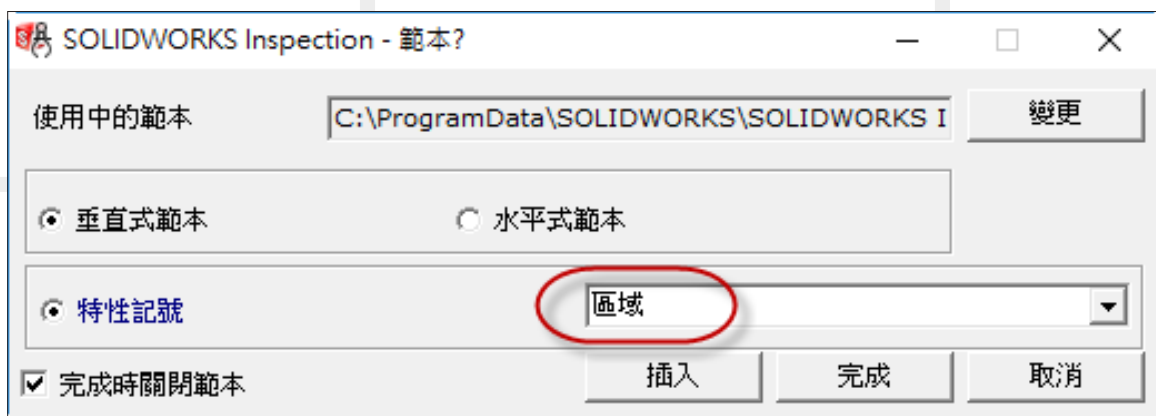 SOLIDWORKS Inspection - 範本?
使用中的範本 C:\ProgramData\SOLIDWORKS\SOLIDWORKS I 變更
垂直式範本 水平式範本
特性記號 區域
完成時關閉範本 插入 完成 取消